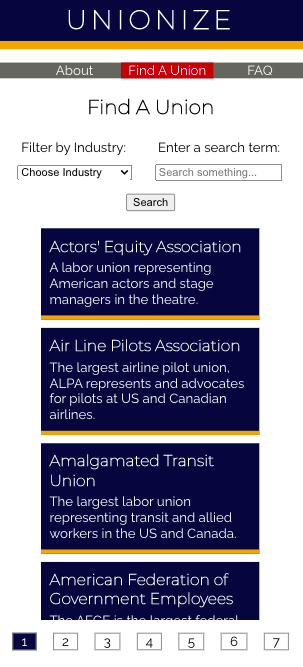 UNIONIZE
About Find A Union FAQ
Find A Union
Filter by Industry: Enter a search term:
Choose Industry Search something...
Search
Actors' Equity Association
A labor union representing
American actors and stage
managers in the theatre.
Air Line Pilots Association
The largest airline pilot union,
ALPA represents and advocates
for pilots at US and Canadian
airlines.
Amalgamated Transit
Union
The largest labor union
representing transit and allied
workers in the US and Canada.
American Federation of
Government Employees
The AFGE is the largest federal
1 2 3 4 5 6 7